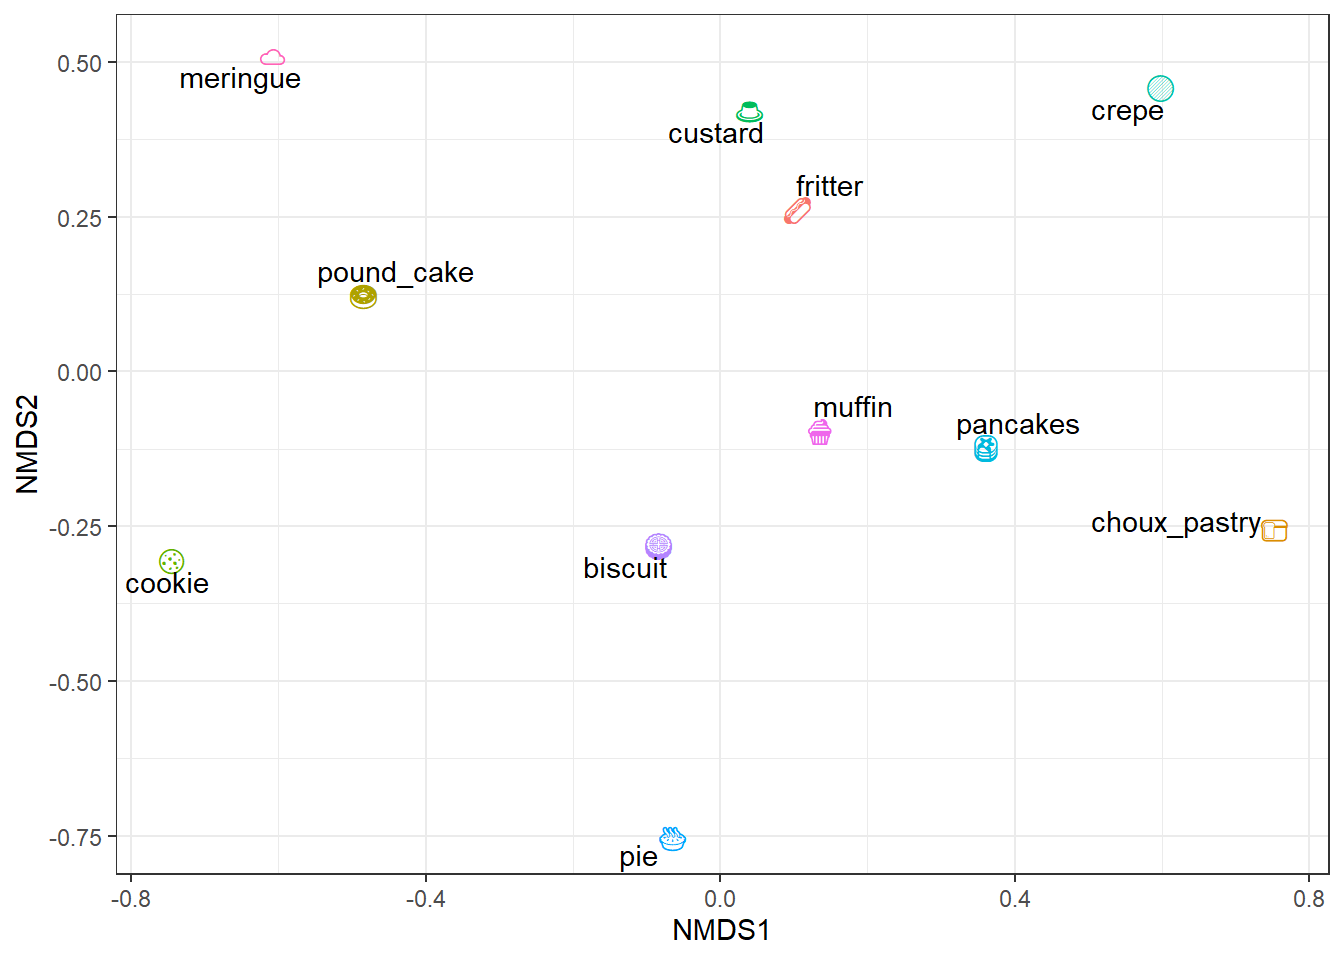 0.50
0.25
0.00
-0.25
-0.50
-0.75
NMDS2
meringue
crepe
custard
fritter
pound_cake
muffin
pancakes
choux_pastry
biscuit
cookie
pie
-0.8
-0.4
0.0
0.4
0.8
NMDS1